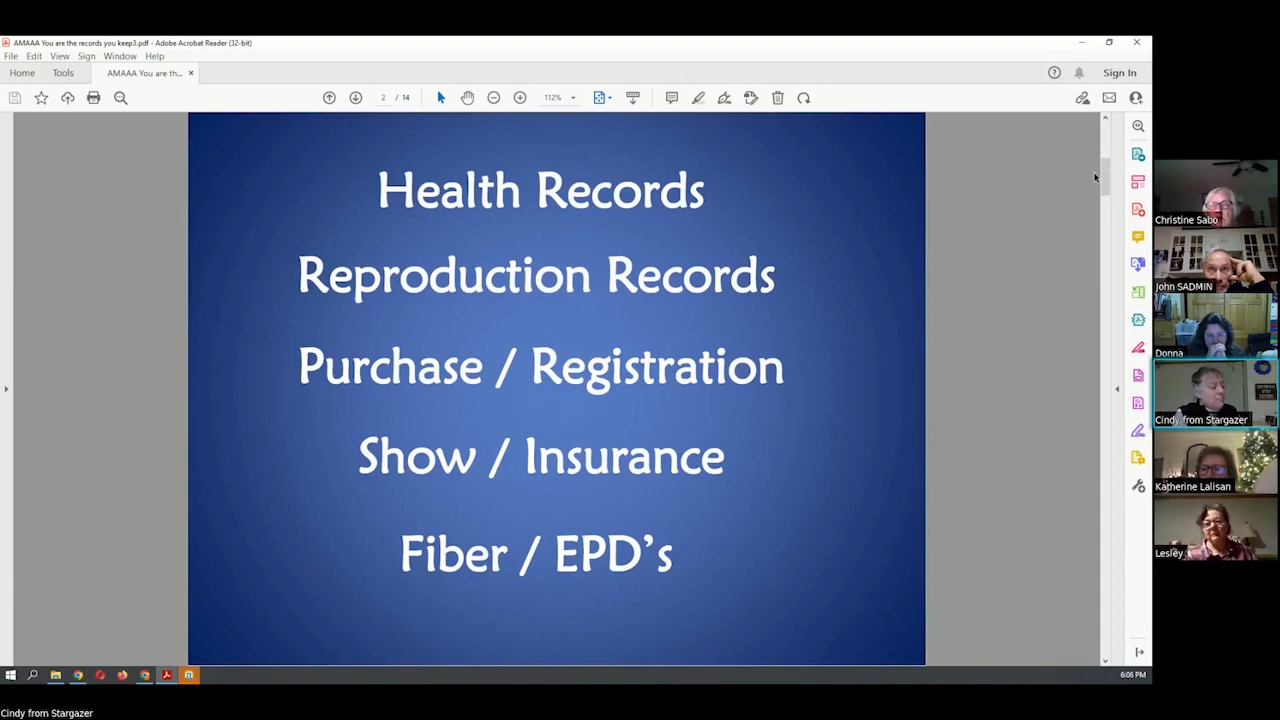 AMAAA You are the records you keep3.pdf - Adobe Acrobat Reader (32-bit)
File Edit View Sign Window Help
Home Tools AMAAA You are th... × Sign In
2 / 14 112%
Health Records
Reproduction Records
Purchase / Registration
Show / Insurance
Fiber / EPD’s
Christine Sabo
John SADMIN
Donna
Cindy from Stargazer
Katherine Lalisan
Lesley
6:06 PM
Cindy from Stargazer